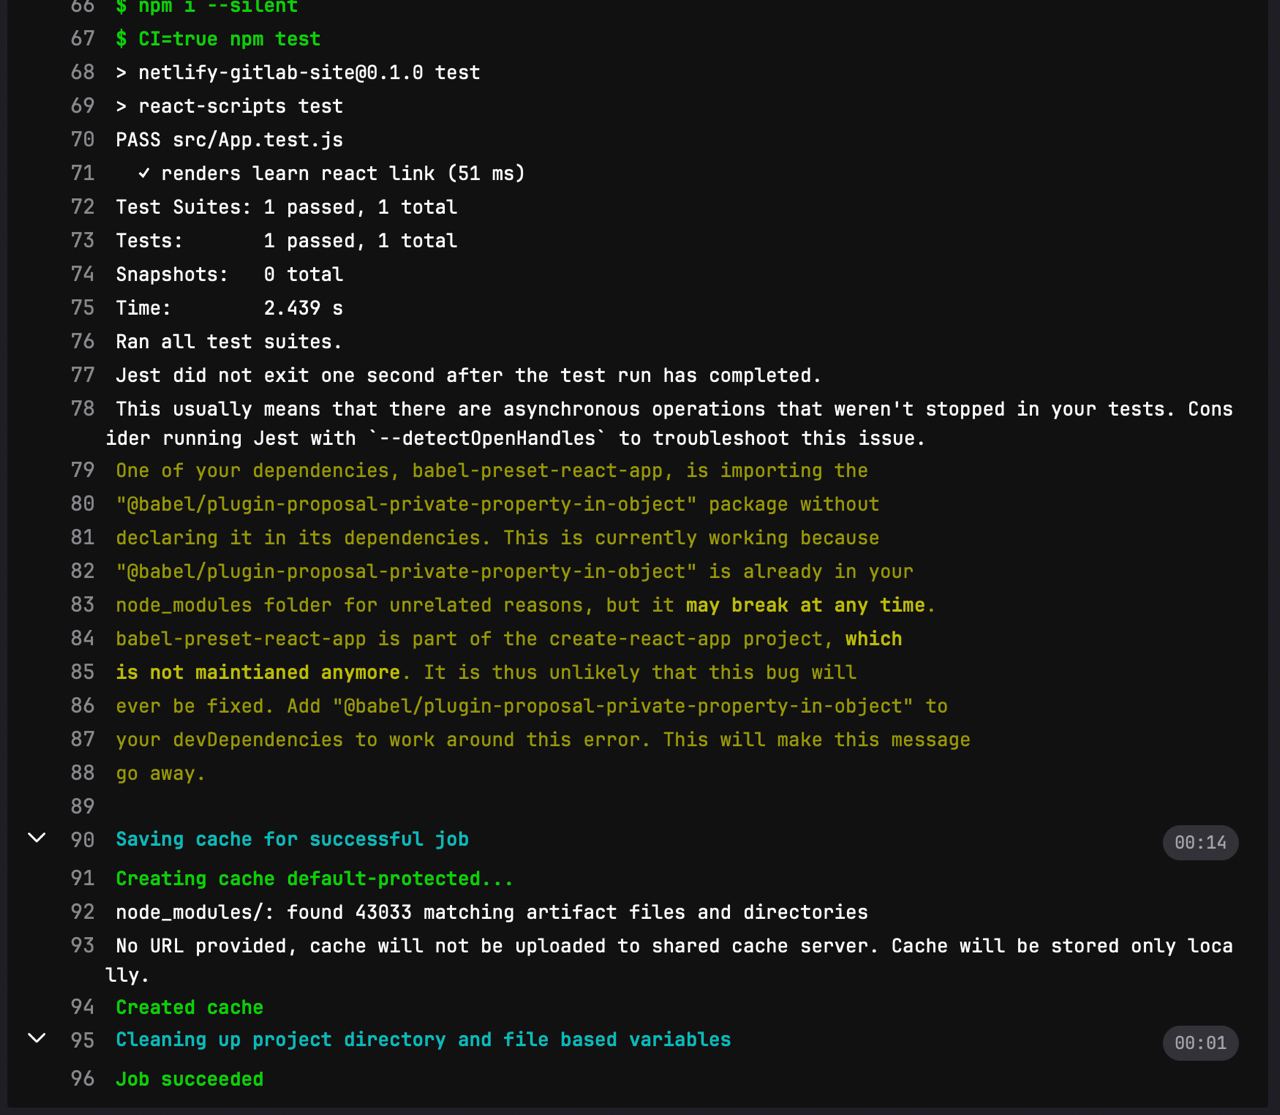 66 $ npm i --silent
67 $ CI=true npm test
68 > netlify-gitlab-site@0.1.0 test
69 > react-scripts test
70 PASS src/App.test.js
71 ✓ renders learn react link (51 ms)
72 Test Suites: 1 passed, 1 total
73 Tests:       1 passed, 1 total
74 Snapshots:   0 total
75 Time:        2.439 s
76 Ran all test suites.
77 Jest did not exit one second after the test run has completed.
78 This usually means that there are asynchronous operations that weren't stopped in your tests. Cons
ider running Jest with `--detectOpenHandles` to troubleshoot this issue.
79 One of your dependencies, babel-preset-react-app, is importing the
80 "@babel/plugin-proposal-private-property-in-object" package without
81 declaring it in its dependencies. This is currently working because
82 "@babel/plugin-proposal-private-property-in-object" is already in your
83 node_modules folder for unrelated reasons, but it may break at any time.
84 babel-preset-react-app is part of the create-react-app project, which
85 is not maintianed anymore. It is thus unlikely that this bug will
86 ever be fixed. Add "@babel/plugin-proposal-private-property-in-object" to
87 your devDependencies to work around this error. This will make this message
88 go away.
89
90 Saving cache for successful job 00:14
91 Creating cache default-protected...
92 node_modules/: found 43033 matching artifact files and directories
93 No URL provided, cache will not be uploaded to shared cache server. Cache will be stored only loca
lly.
94 Created cache
95 Cleaning up project directory and file based variables 00:01
96 Job succeeded